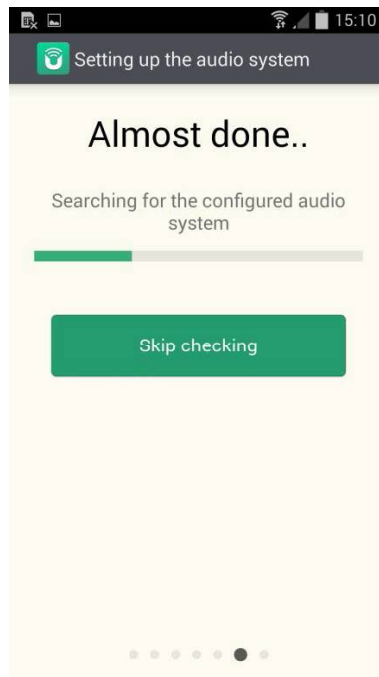 15:10
Setting up the audio system
Almost done..
Searching for the configured audio
system
Skip checking